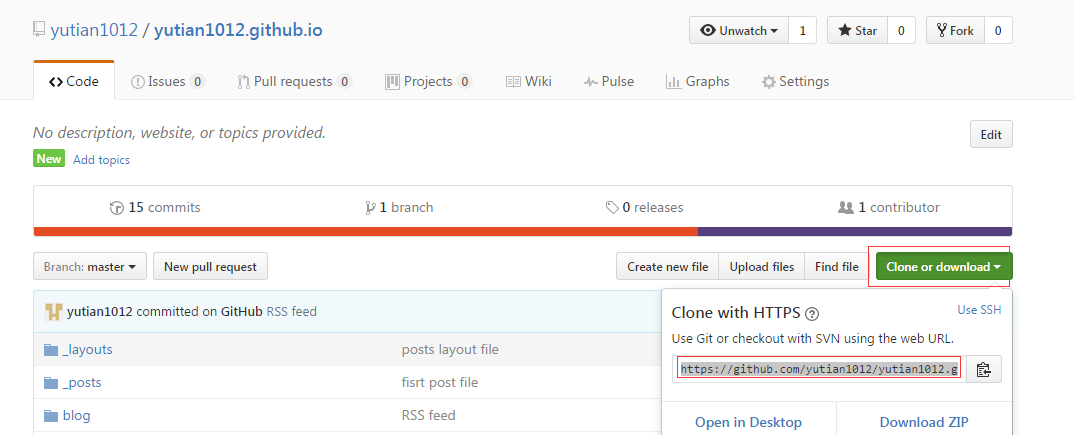 yutian1012 / yutian1012.github.io
Unwatch 1 Star 0 Fork 0
Code Issues 0 Pull requests 0 Projects 0 Wiki Pulse Graphs Settings
No description, website, or topics provided. Edit
New Add topics
15 commits 1 branch 0 releases 1 contributor
Branch: master New pull request Create new file Upload files Find file Clone or download
yutian1012 committed on GitHub RSS feed
_layouts posts layout file
_posts fisrt post file
blog RSS feed
Clone with HTTPS ? Use SSH
Use Git or checkout with SVN using the web URL.
https://github.com/yutian1012/yutian1012.g
Open in Desktop Download ZIP